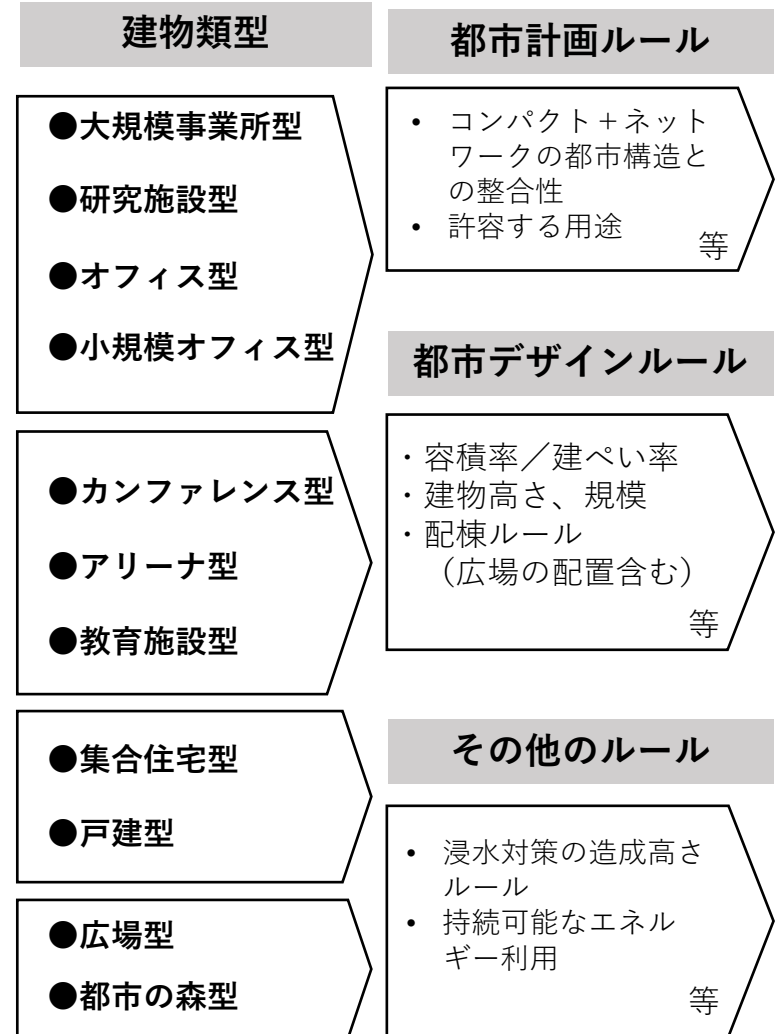 建物類型
●大規模事業所型
●研究施設型
●オフィス型
●小規模オフィス型
●カンファレンス型
●アリーナ型
●教育施設型
●集合住宅型
●戸建型
●広場型
●都市の森型
都市計画ルール
• コンパクト＋ネット
ワークの都市構造と
の整合性
• 許容する用途
等
都市デザインルール
・容積率／建ぺい率
・建物高さ、規模
・配棟ルール
（広場の配置含む）
等
その他のルール
• 浸水対策の造成高さ
ルール
• 持続可能なエネル
ギー利用
等